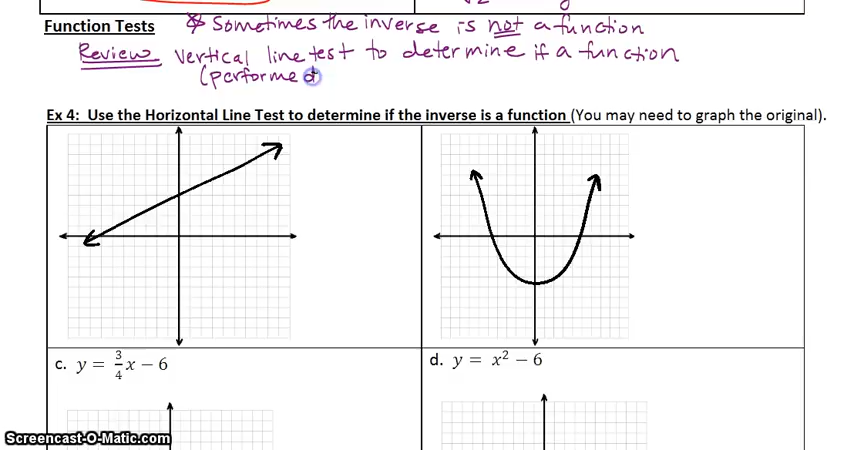 Function Tests * Sometimes the inverse is not a function
Review Vertical line test to determine if a function
(performed
Ex 4: Use the Horizontal Line Test to determine if the inverse is a function (You may need to graph the original).
c. y = 3/4 x − 6
d. y = x² − 6
Screencast-O-Matic.com